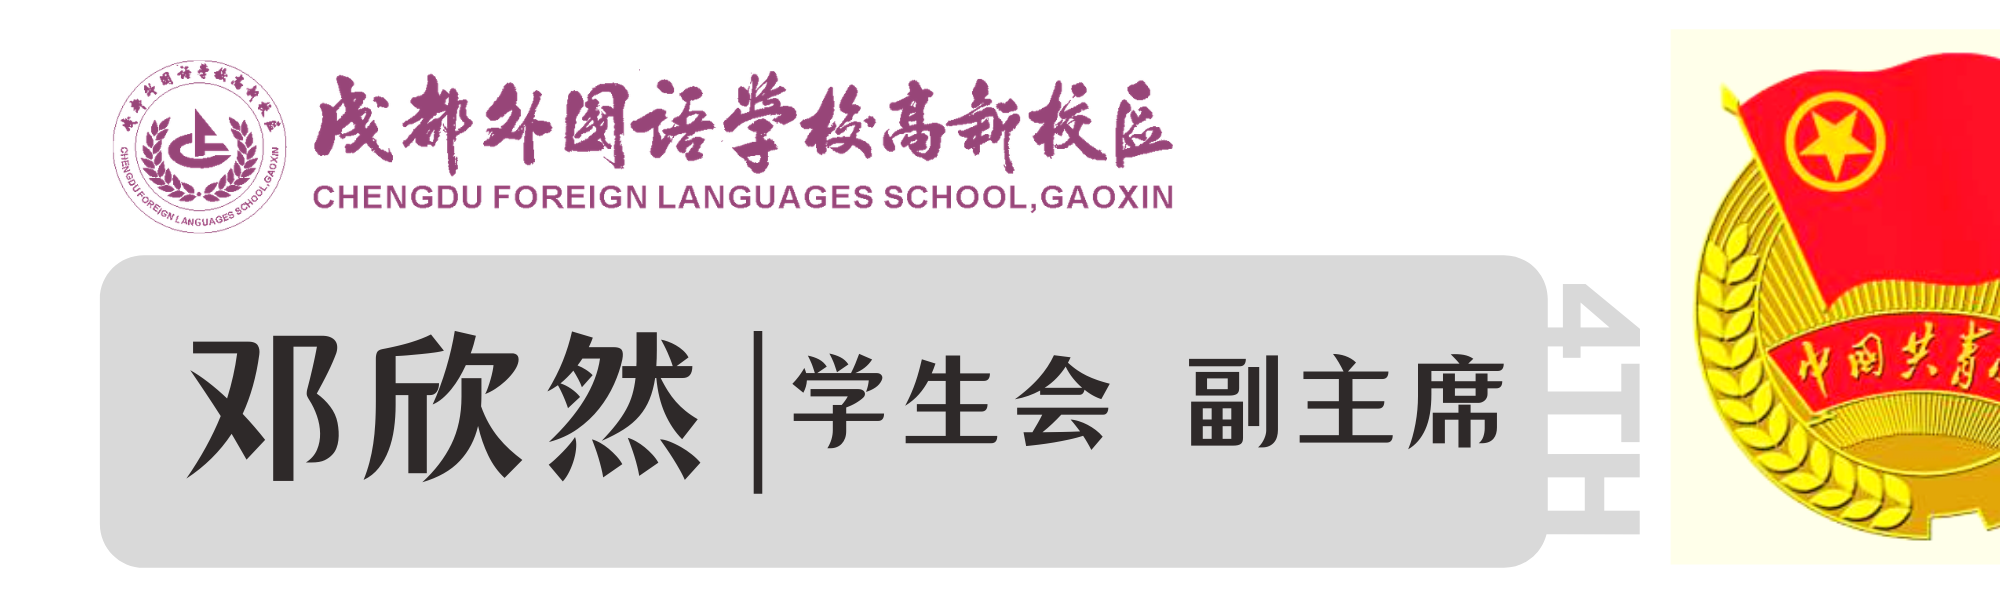 成都外国语学校高新校区
CHENGDU FOREIGN LANGUAGES SCHOOL,GAOXIN
成都外国语学校高新校区
CHENGDU FOREIGN LANGUAGES SCHOOL,GAOXIN
邓欣然 学生会 副主席
4TH
中国共青